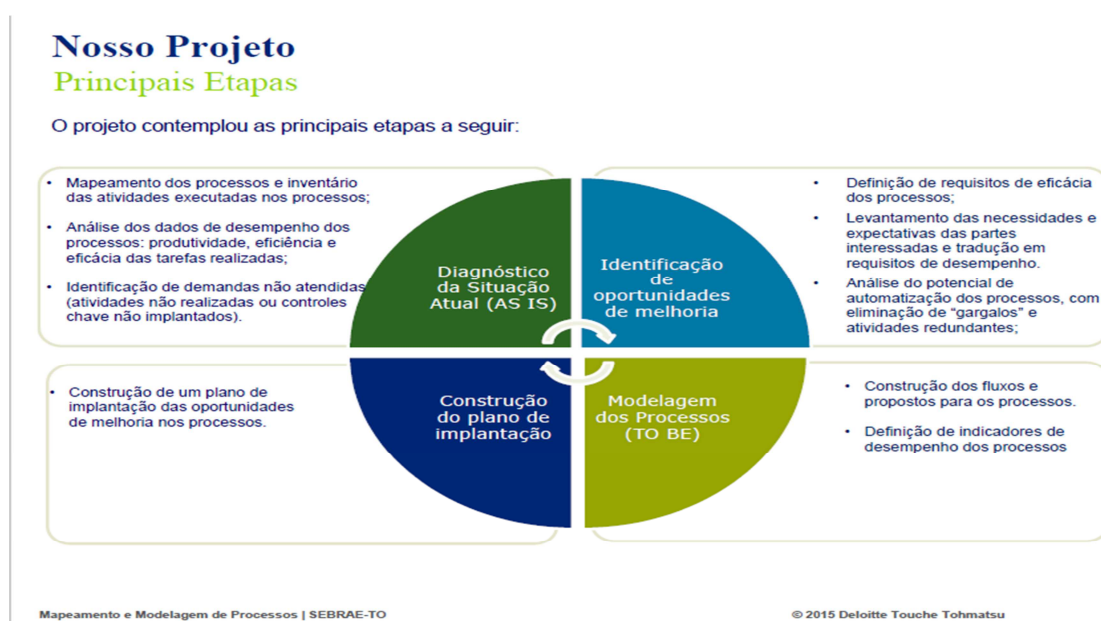 Nosso Projeto
Principais Etapas
O projeto contemplou as principais etapas a seguir:
• Mapeamento dos processos e inventário
das atividades executadas nos processos;
• Análise dos dados de desempenho dos
processos: produtividade, eficiência e
eficácia das tarefas realizadas;
• Identificação de demandas não atendidas
(atividades não realizadas ou controles
chave não implantados).
Diagnóstico
da Situação
Atual (AS IS)
Identificação
de
oportunidades
de melhoria
• Definição de requisitos de eficácia
dos processos;
• Levantamento das necessidades e
expectativas das partes
interessadas e tradução em
requisitos de desempenho.
• Análise do potencial de
automatização dos processos, com
eliminação de “gargalos” e
atividades redundantes;
• Construção de um plano de
implantação das oportunidades
de melhoria nos processos.
Construção
do plano de
implantação
Modelagem
dos Processos
(TO BE)
• Construção dos fluxos e
propostos para os processos.
• Definição de indicadores de
desempenho dos processos
Mapeamento e Modelagem de Processos | SEBRAE-TO
© 2015 Deloitte Touche Tohmatsu